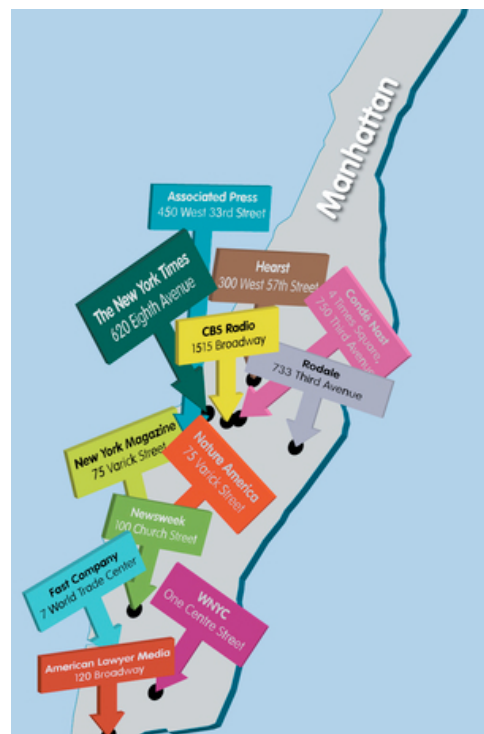 Manhattan
Associated Press
450 West 33rd Street
The New York Times
620 Eighth Avenue
Hearst
300 West 57th Street
Condé Nast
4 Times Square,
750 Third Avenue
CBS Radio
1515 Broadway
Rodale
733 Third Avenue
New York Magazine
75 Varick Street
Nature America
75 Varick Street
Newsweek
100 Church Street
Fast Company
7 World Trade Center
WNYC
One Centre Street
American Lawyer Media
120 Broadway